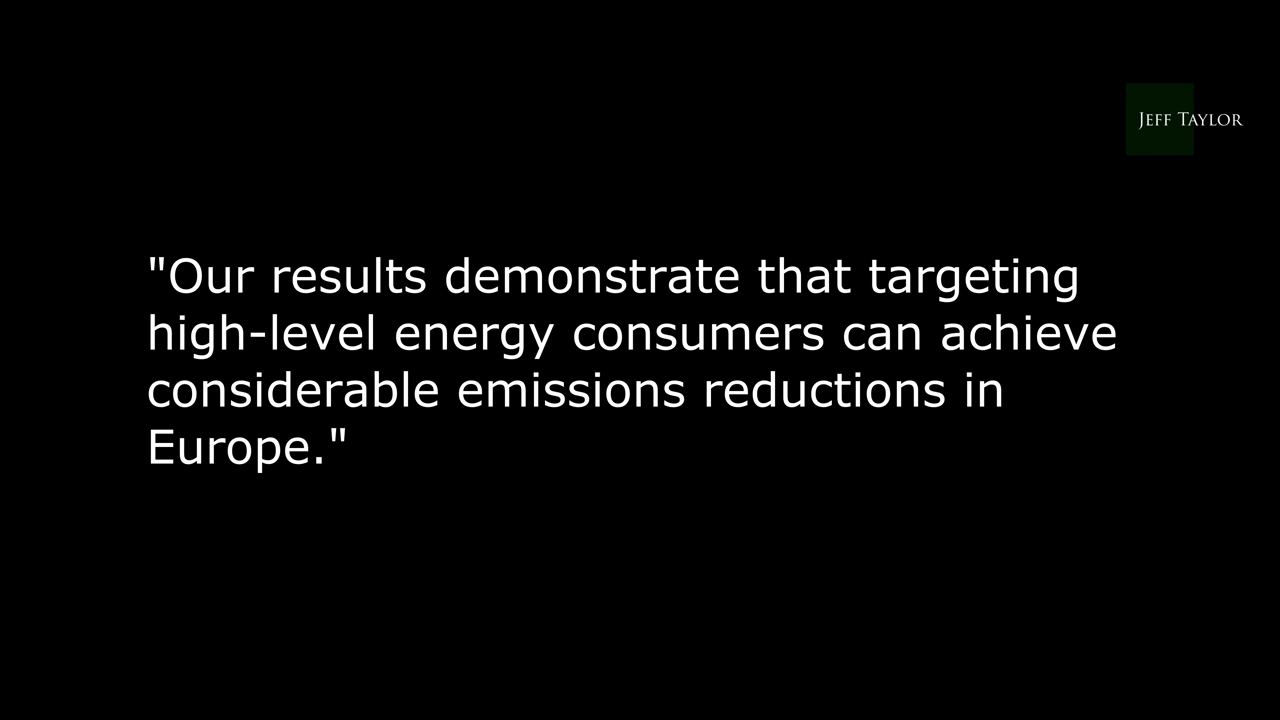 Jeff Taylor
"Our results demonstrate that targeting
high-level energy consumers can achieve
considerable emissions reductions in
Europe."